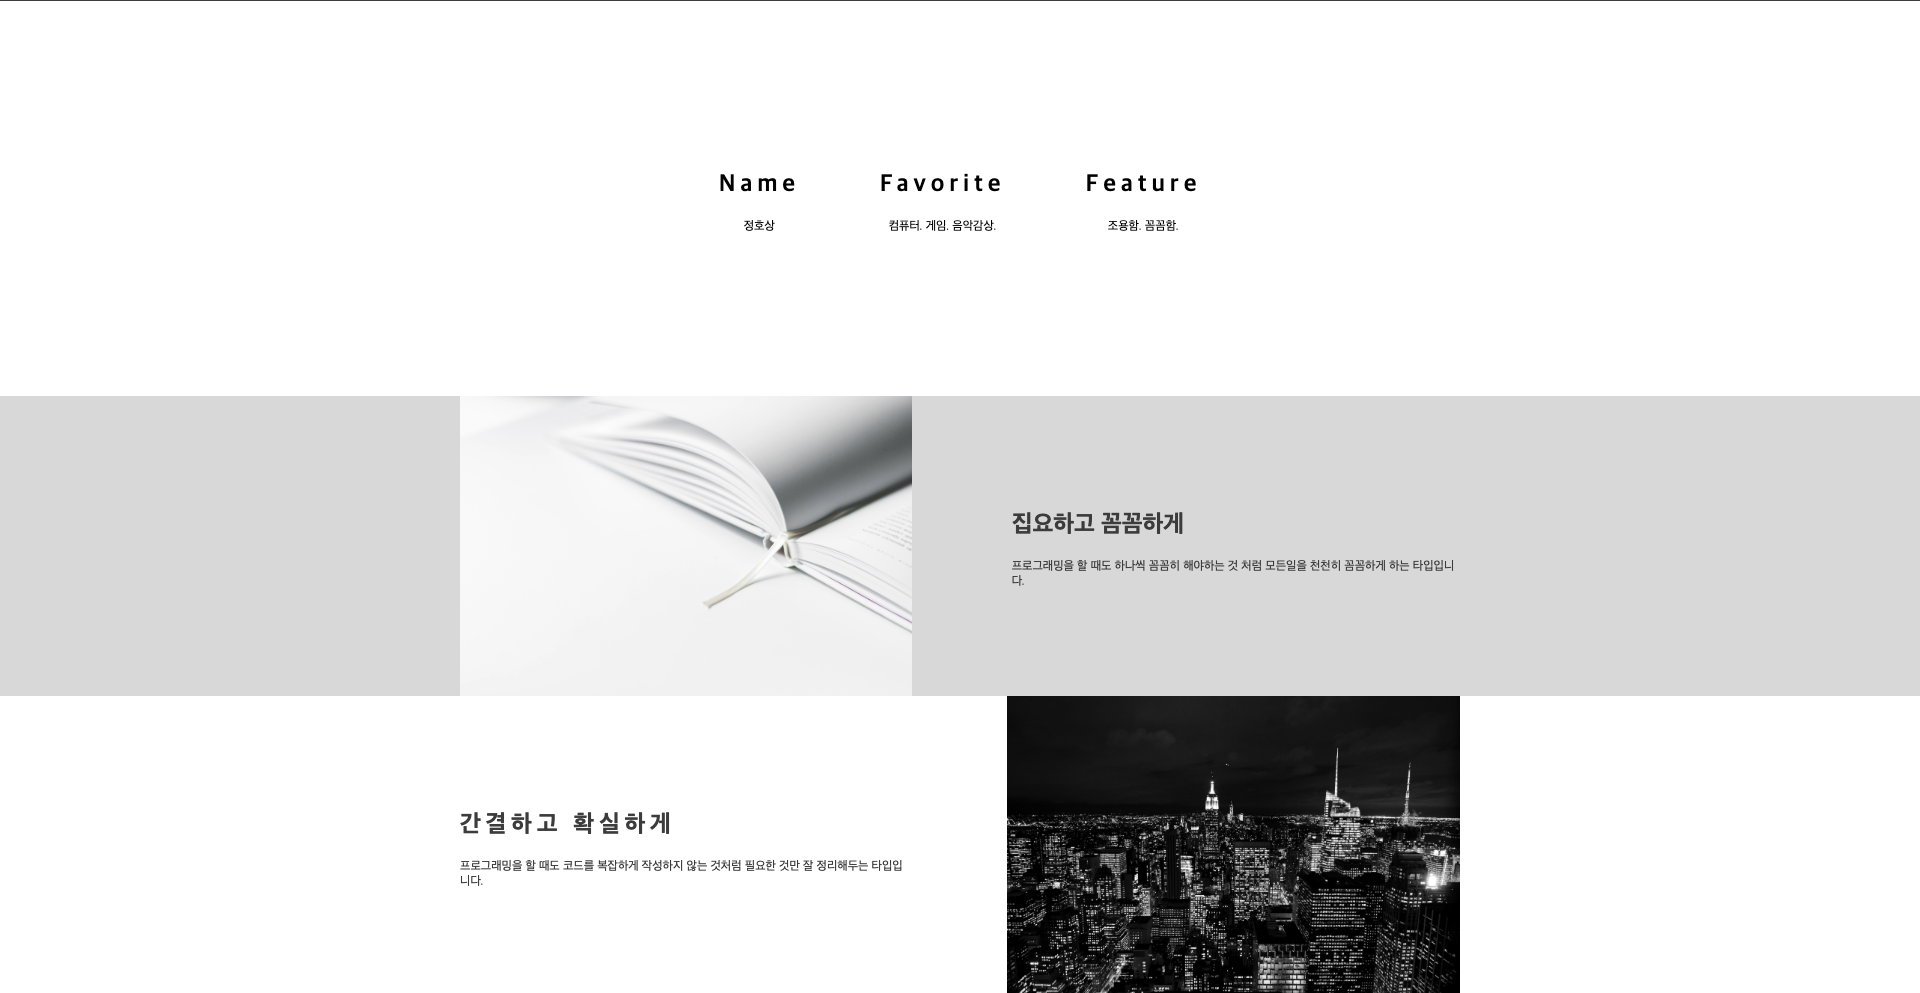 Name Favorite Feature
정호상 컴퓨터. 게임. 음악감상. 조용함. 꼼꼼함.
집요하고 꼼꼼하게
프로그래밍을 할 때도 하나씩 꼼꼼히 해야하는 것 처럼 모든일을 천천히 꼼꼼하게 하는 타입입니
다.
간결하고 확실하게
프로그래밍을 할 때도 코드를 복잡하게 작성하지 않는 것처럼 필요한 것만 잘 정리해두는 타입입
니다.